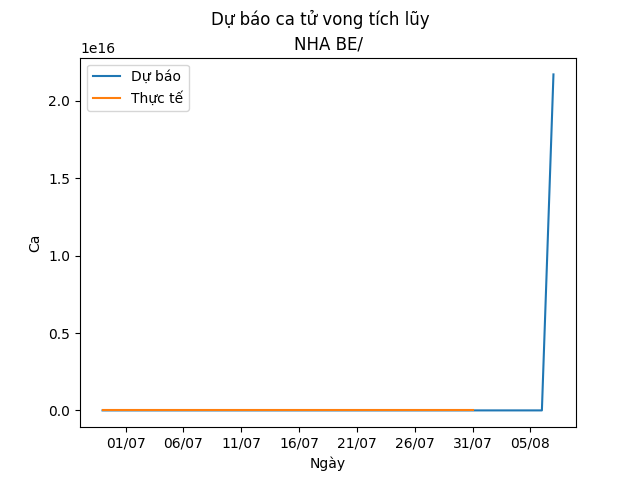 Dự báo ca tử vong tích lũy
NHA BE/
1e16
Dự báo
Thực tế
2.0
1.5
1.0
0.5
0.0
Ca
01/07 06/07 11/07 16/07 21/07 26/07 31/07 05/08
Ngày